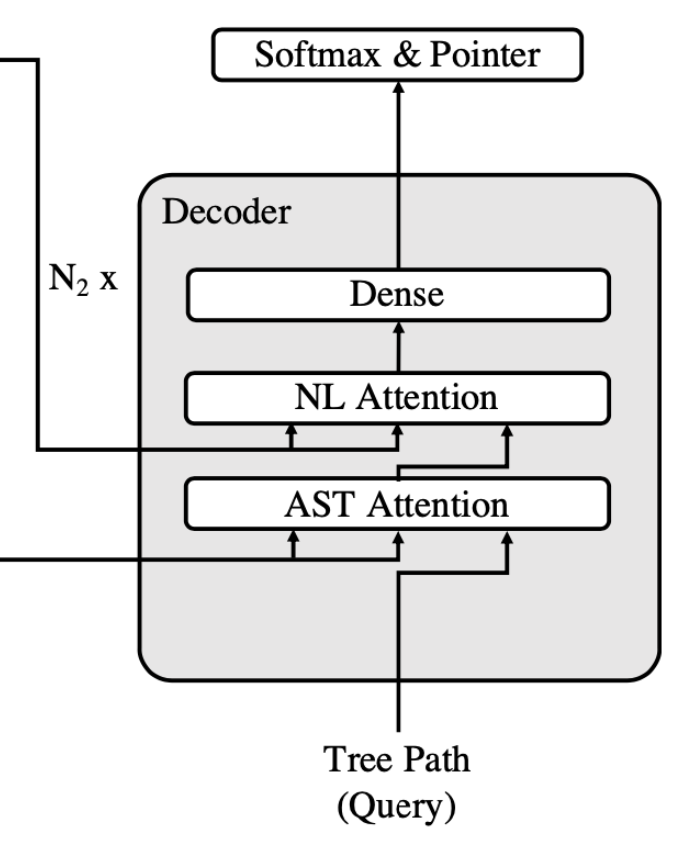 Softmax & Pointer
Decoder
N₂ x
Dense
NL Attention
AST Attention
Tree Path
(Query)